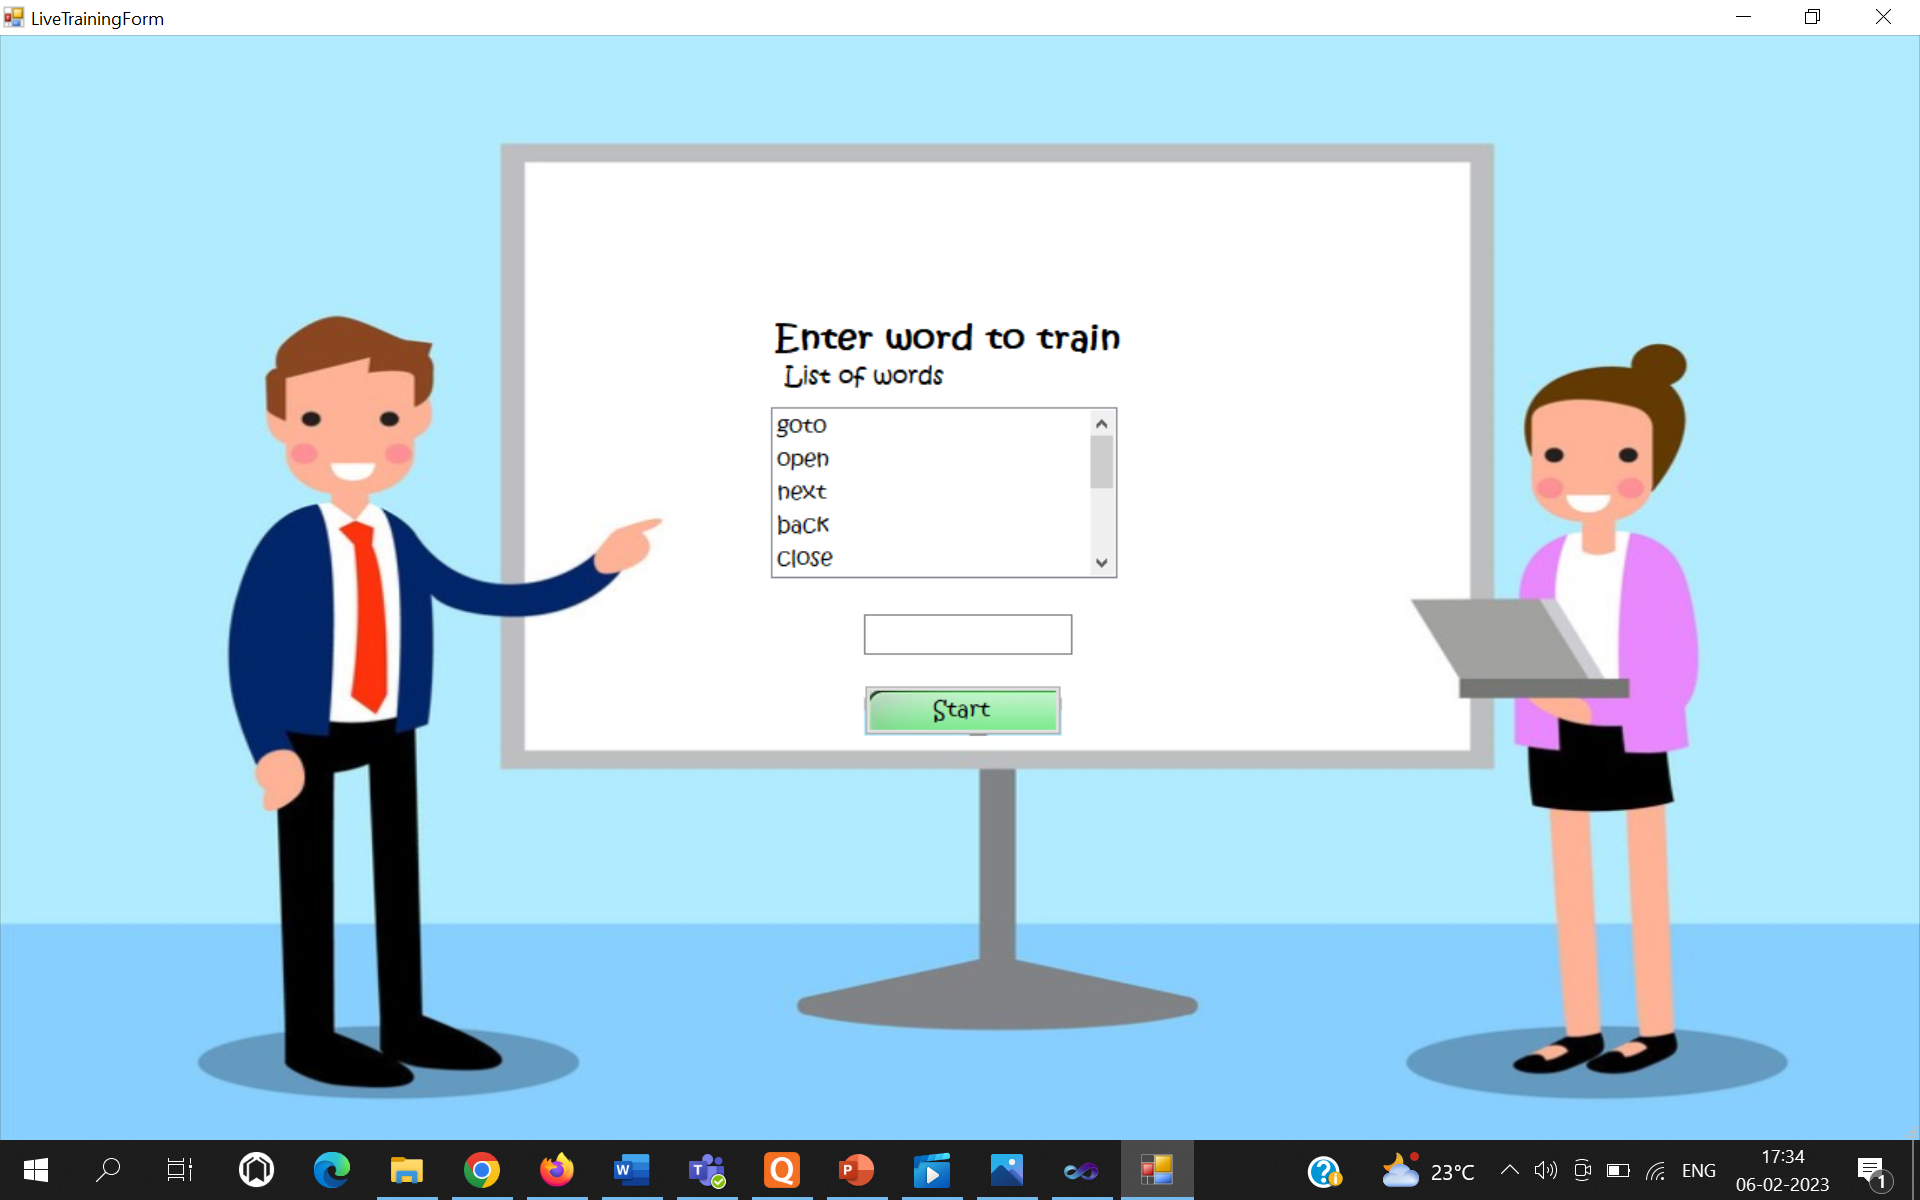 LiveTrainingForm
Enter word to train
List of words
goto
open
next
back
close
Start
W
T
Q
P
?
23°C
ENG
17:34
06-02-2023
1